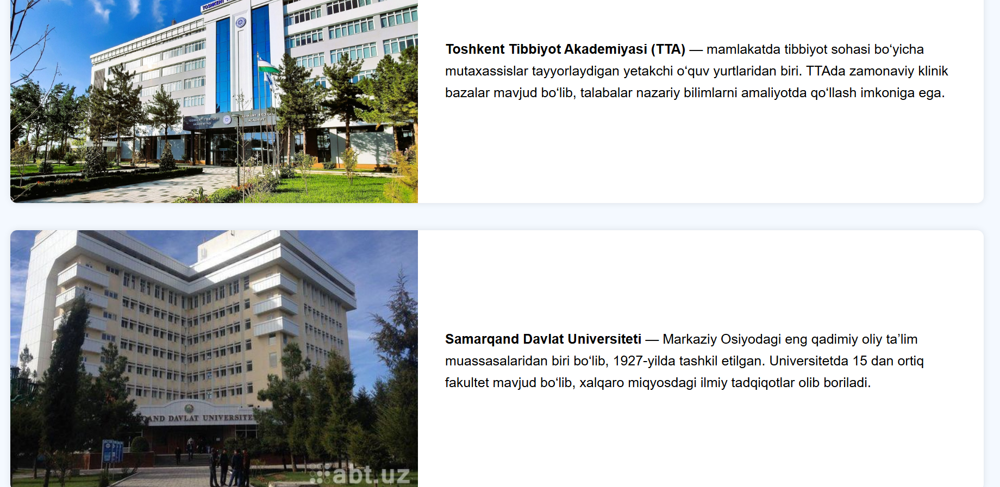 TOSHKENT
TOSHKENT TIBBIYOT
AKADEMIYASI
TASHKENT MEDICAL
ACADEMY
Toshkent Tibbiyot Akademiyasi (TTA) — mamlakatda tibbiyot sohasi bo‘yicha
mutaxassislar tayyorlaydigan yetakchi o‘quv yurtlaridan biri. TTAda zamonaviy klinik
bazalar mavjud bo‘lib, talabalar nazariy bilimlarni amaliyotda qo‘llash imkoniga ega.
AND DAVLAT UNIVERSITE
abt.uz
Samarqand Davlat Universiteti — Markaziy Osiyodagi eng qadimiy oliy ta’lim
muassasalaridan biri bo‘lib, 1927-yilda tashkil etilgan. Universitetda 15 dan ortiq
fakultet mavjud bo‘lib, xalqaro miqyosdagi ilmiy tadqiqotlar olib boriladi.